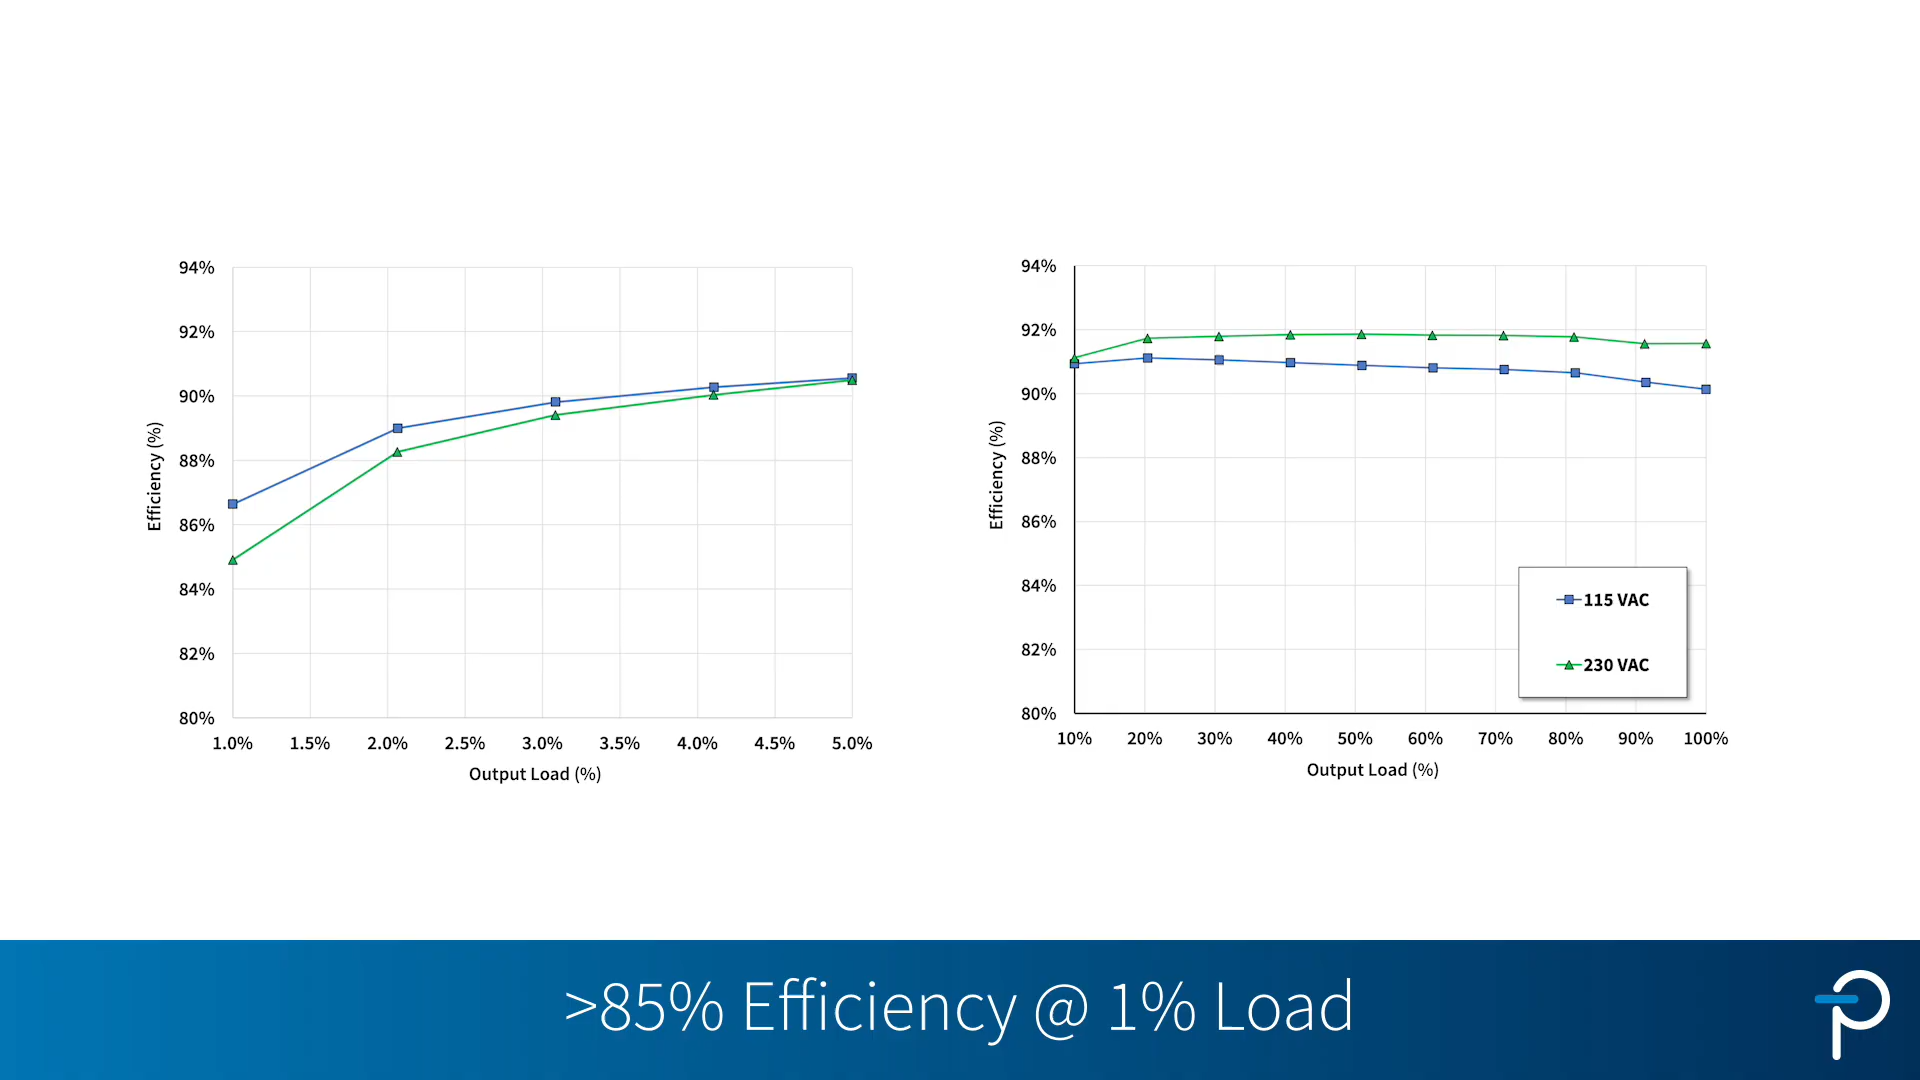 94%
92%
90%
88%
86%
84%
82%
80%
Efficiency (%)
1.0% 1.5% 2.0% 2.5% 3.0% 3.5% 4.0% 4.5% 5.0%
Output Load (%)
94%
92%
90%
88%
86%
84%
82%
80%
Efficiency (%)
10% 20% 30% 40% 50% 60% 70% 80% 90% 100%
Output Load (%)
115 VAC
230 VAC
>85% Efficiency @ 1% Load